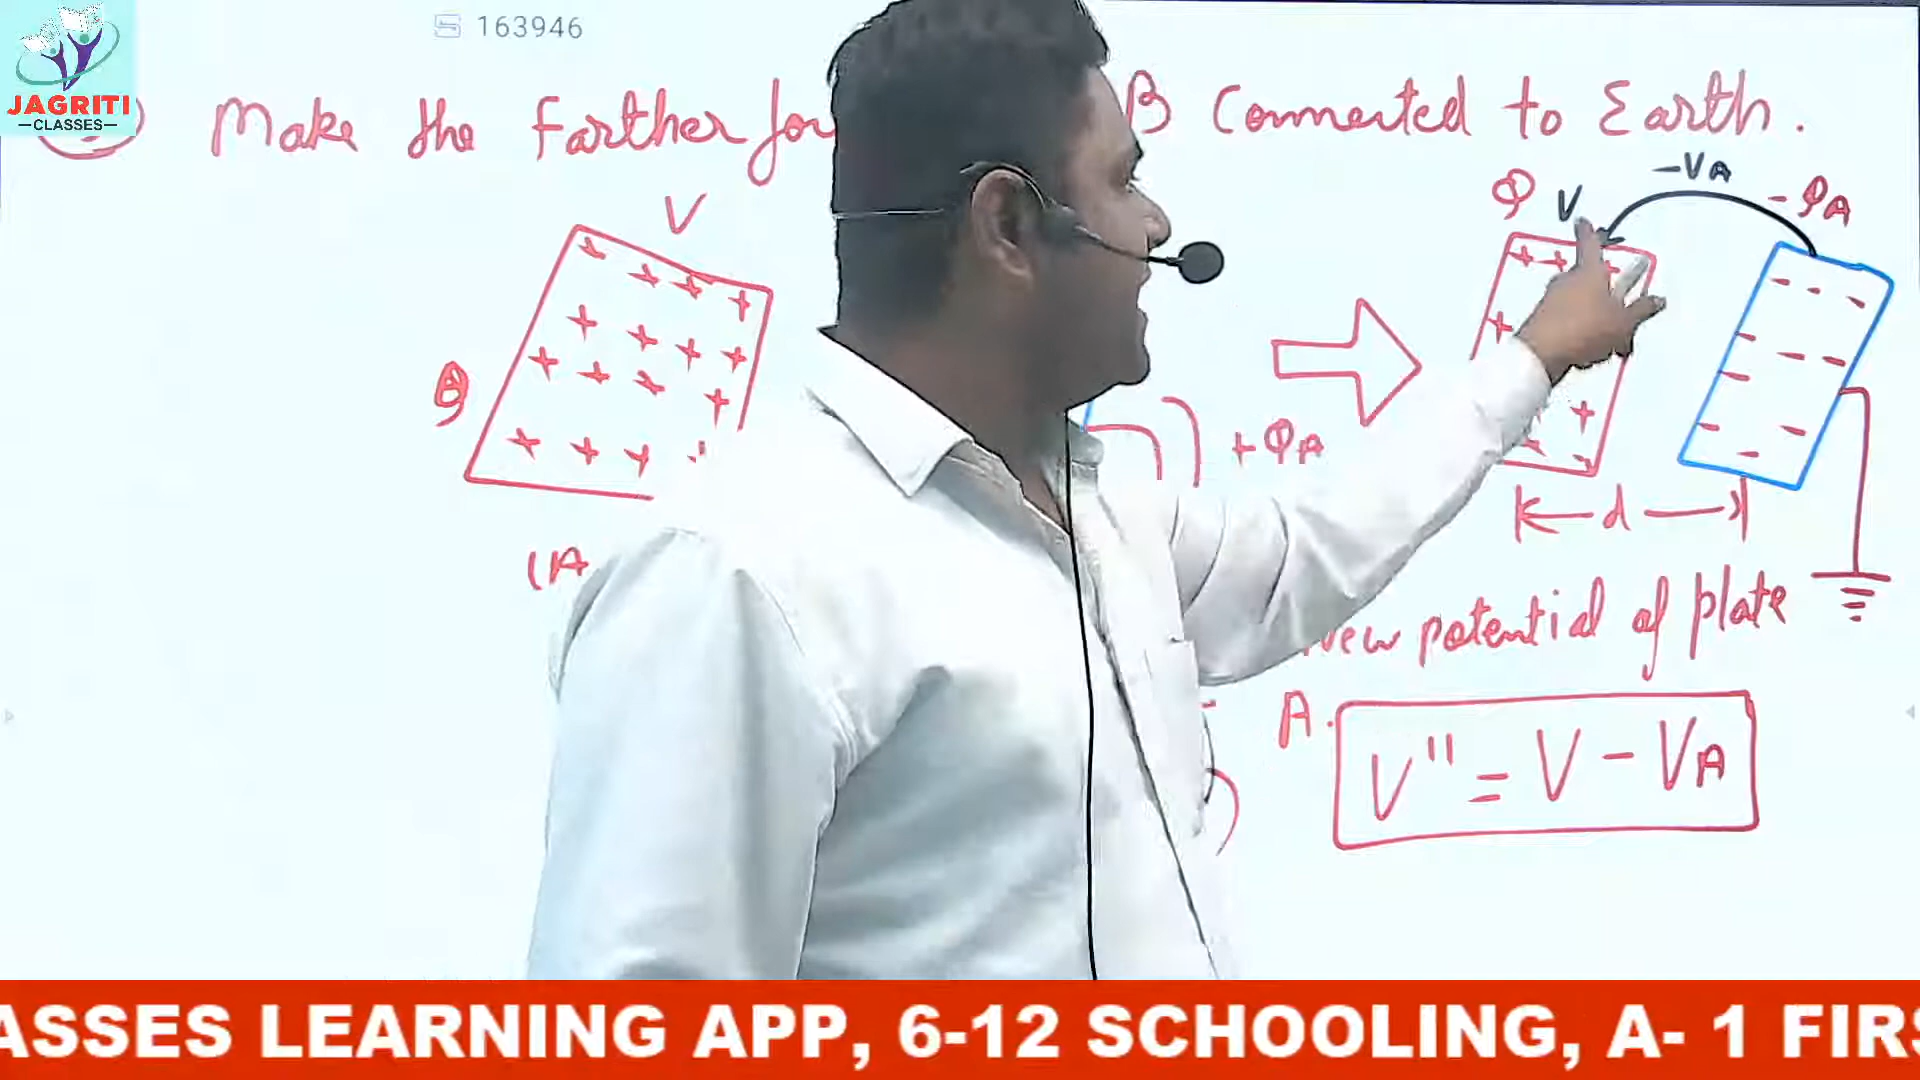 163946
JAGRITI
CLASSES
Make the Farther B Connected to Earth.
V
Q V -VA -QA
Q
+QA
d
(A
new potential of plate
A.
V" = V - VA
ASSES LEARNING APP, 6-12 SCHOOLING, A- 1 FIRS